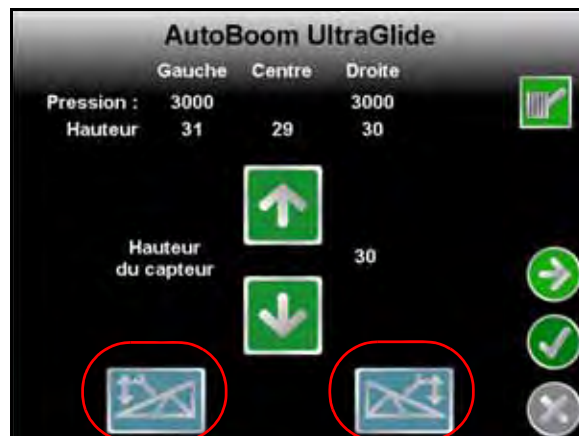 AutoBoom UltraGlide
Gauche Centre Droite
Pression : 3000 3000
Hauteur 31 29 30
Hauteur
du capteur
30